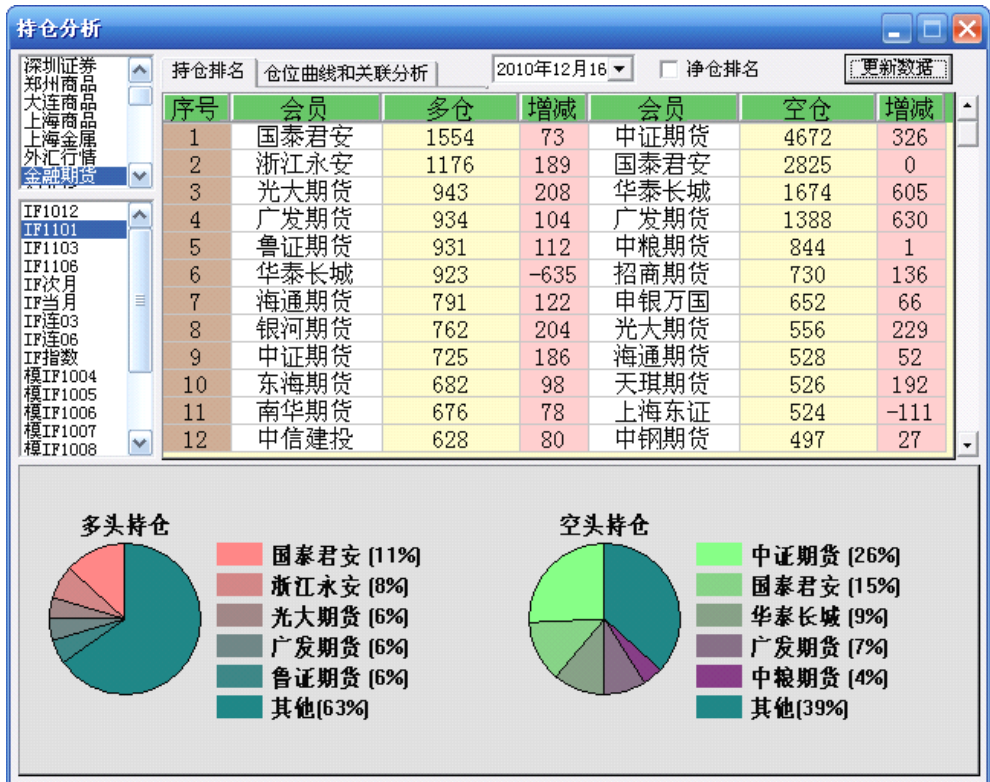 持仓分析
深圳证券
郑州商品
大连商品
上海商品
上海金属
外汇行情
金融期货
IF1012
IF1101
IF1103
IF1106
IF次月
IF当月
IF连03
IF连06
IF指数
模IF1004
模IF1005
模IF1006
模IF1007
模IF1008
持仓排名 仓位曲线和关联分析 2010年12月16 净仓排名 更新数据
序号 会员 多仓 增减 会员 空仓 增减
1 国泰君安 1554 73 中证期货 4672 326
2 浙江永安 1176 189 国泰君安 2825 0
3 光大期货 943 208 华泰长城 1674 605
4 广发期货 934 104 广发期货 1388 630
5 鲁证期货 931 112 中粮期货 844 1
6 华泰长城 923 -635 招商期货 730 136
7 海通期货 791 122 申银万国 652 66
8 银河期货 762 204 光大期货 556 229
9 中证期货 725 186 海通期货 528 52
10 东海期货 682 98 天琪期货 526 192
11 南华期货 676 78 上海东证 524 -111
12 中信建投 628 80 中钢期货 497 27
多头持仓
国泰君安 (11%)
浙江永安 (8%)
光大期货 (6%)
广发期货 (6%)
鲁证期货 (6%)
其他(63%)
空头持仓
中证期货 (26%)
国泰君安 (15%)
华泰长城 (9%)
广发期货 (7%)
中粮期货 (4%)
其他(39%)